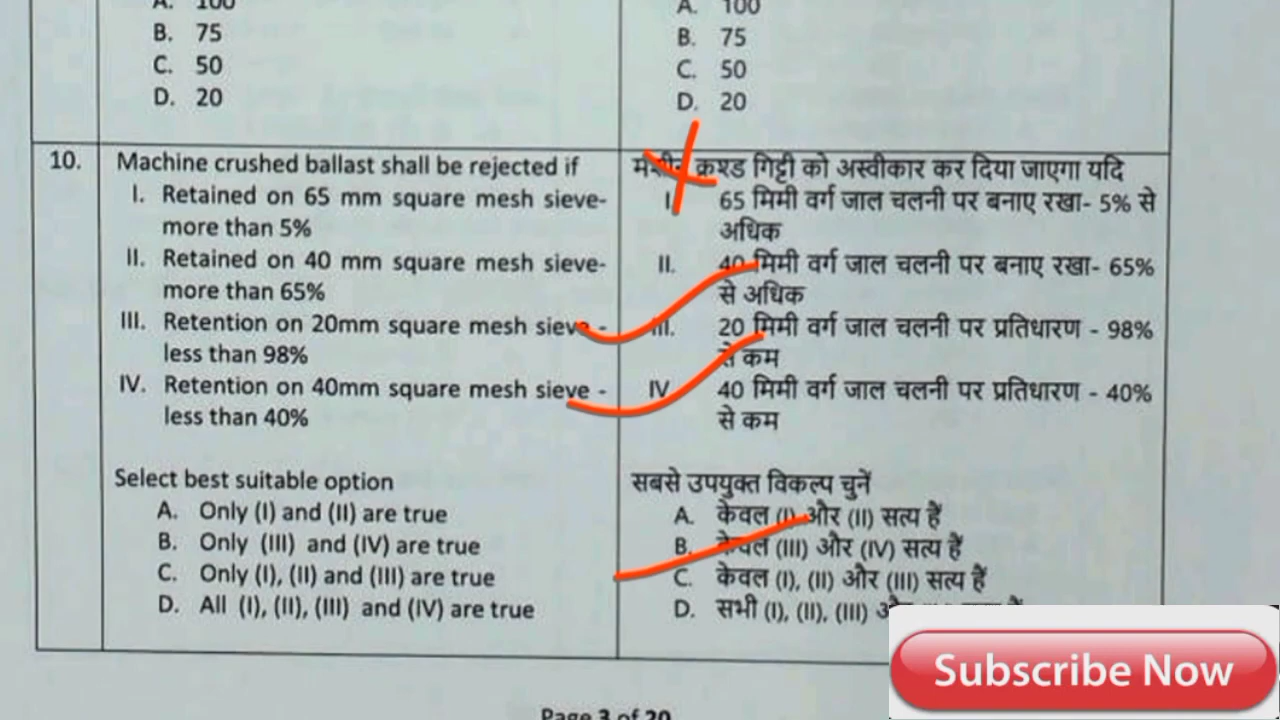 A. 100
B. 75
C. 50
D. 20
A. 100
B. 75
C. 50
D. 20
10.
Machine crushed ballast shall be rejected if
I. Retained on 65 mm square mesh sieve-
more than 5%
II. Retained on 40 mm square mesh sieve-
more than 65%
III. Retention on 20mm square mesh sieve -
less than 98%
IV. Retention on 40mm square mesh sieve -
less than 40%
Select best suitable option
A. Only (I) and (II) are true
B. Only (III) and (IV) are true
C. Only (I), (II) and (III) are true
D. All (I), (II), (III) and (IV) are true
मशीन क्रश्ड गिट्टी को अस्वीकार कर दिया जाएगा यदि
I. 65 मिमी वर्ग जाल चलनी पर बनाए रखा- 5% से
अधिक
II. 40 मिमी वर्ग जाल चलनी पर बनाए रखा- 65%
से अधिक
III. 20 मिमी वर्ग जाल चलनी पर प्रतिधारण - 98%
से कम
IV 40 मिमी वर्ग जाल चलनी पर प्रतिधारण - 40%
से कम
सबसे उपयुक्त विकल्प चुनें
A. केवल (I) और (II) सत्य हैं
B. केवल (III) और (IV) सत्य हैं
C. केवल (I), (II) और (III) सत्य हैं
D. सभी (I), (II), (III)
Page 3 of 20
Subscribe Now